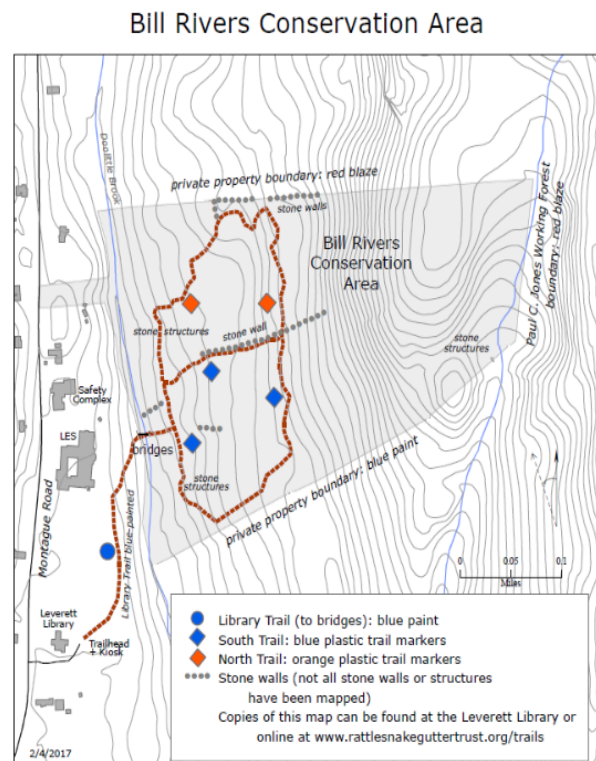 Bill Rivers Conservation Area
Doolittle Brook
private property boundary: red blaze
stone walls
Bill Rivers
Conservation
Area
Paul C. Jones Working Forest
boundary: red blaze
stone structures
stone wall
stone
structures
Safety
Complex
LES
bridges
stone
structures
private property boundary: blue paint
Montague Road
Library Trail blue-painted
0 0.05 0.1
Miles
Leverett
Library
Trailhead
+ Kiosk
Library Trail (to bridges): blue paint
South Trail: blue plastic trail markers
North Trail: orange plastic trail markers
Stone walls (not all stone walls or structures
have been mapped)
Copies of this map can be found at the Leverett Library or
online at www.rattlesnakeguttertrust.org/trails
2/4/2017